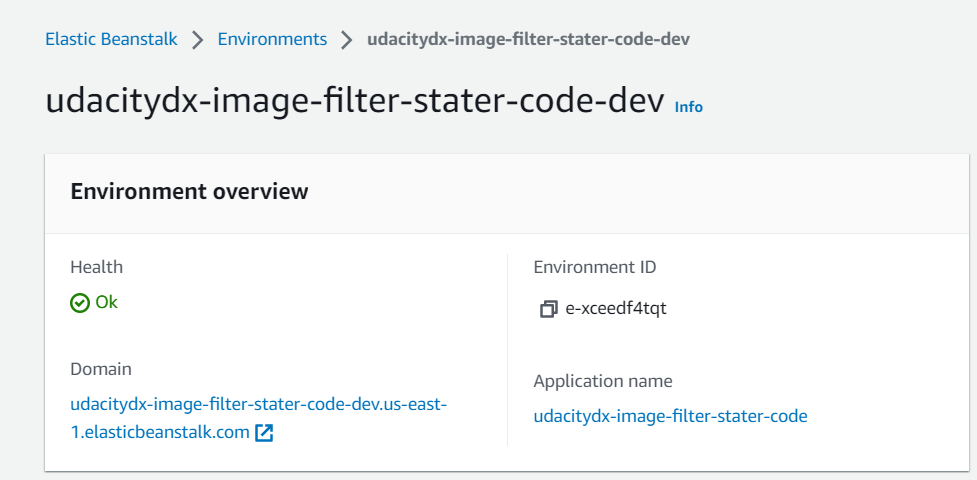 Elastic Beanstalk > Environments > udacitydx-image-filter-stater-code-dev
udacitydx-image-filter-stater-code-dev Info
Environment overview
Health
Ok
Domain
udacitydx-image-filter-stater-code-dev.us-east-
1.elasticbeanstalk.com
Environment ID
e-xceedf4tqt
Application name
udacitydx-image-filter-stater-code